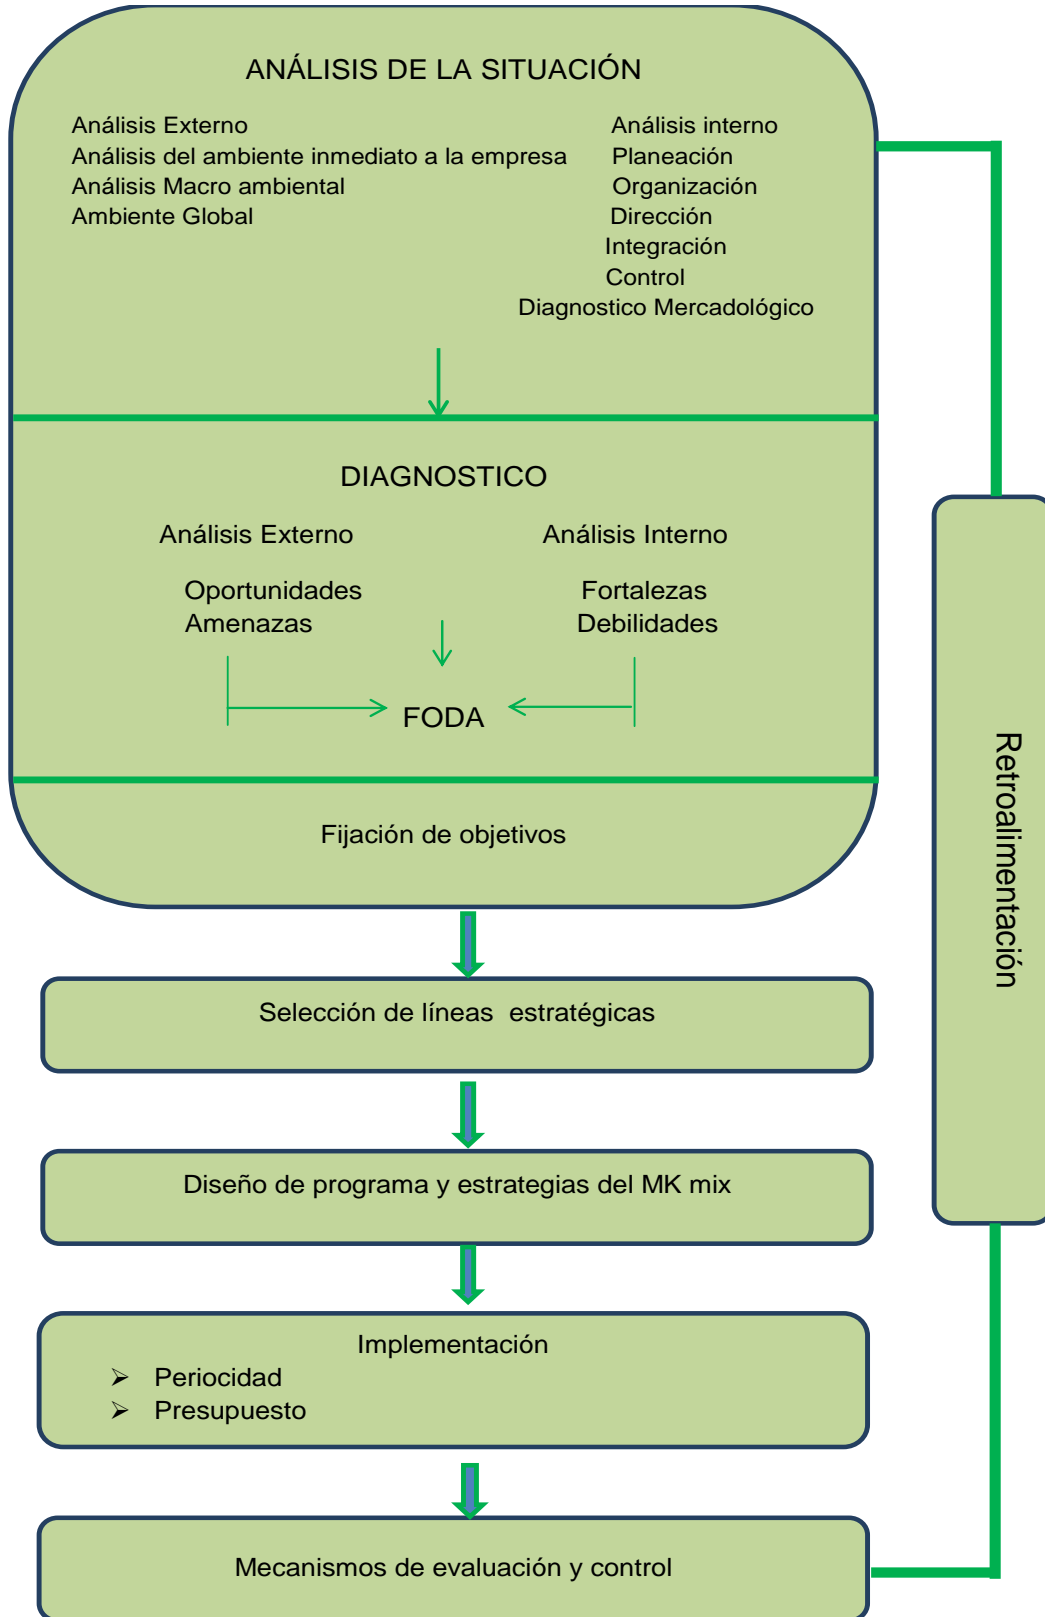 ANÁLISIS DE LA SITUACIÓN
Análisis Externo
Análisis del ambiente inmediato a la empresa
Análisis Macro ambiental
Ambiente Global
Análisis interno
Planeación
Organización
Dirección
Integración
Control
Diagnostico Mercadológico
DIAGNOSTICO
Análisis Externo
Oportunidades
Amenazas
Análisis Interno
Fortalezas
Debilidades
FODA
Fijación de objetivos
Selección de líneas estratégicas
Diseño de programa y estrategias del MK mix
Implementación
➢ Periocidad
➢ Presupuesto
Mecanismos de evaluación y control
Retroalimentación